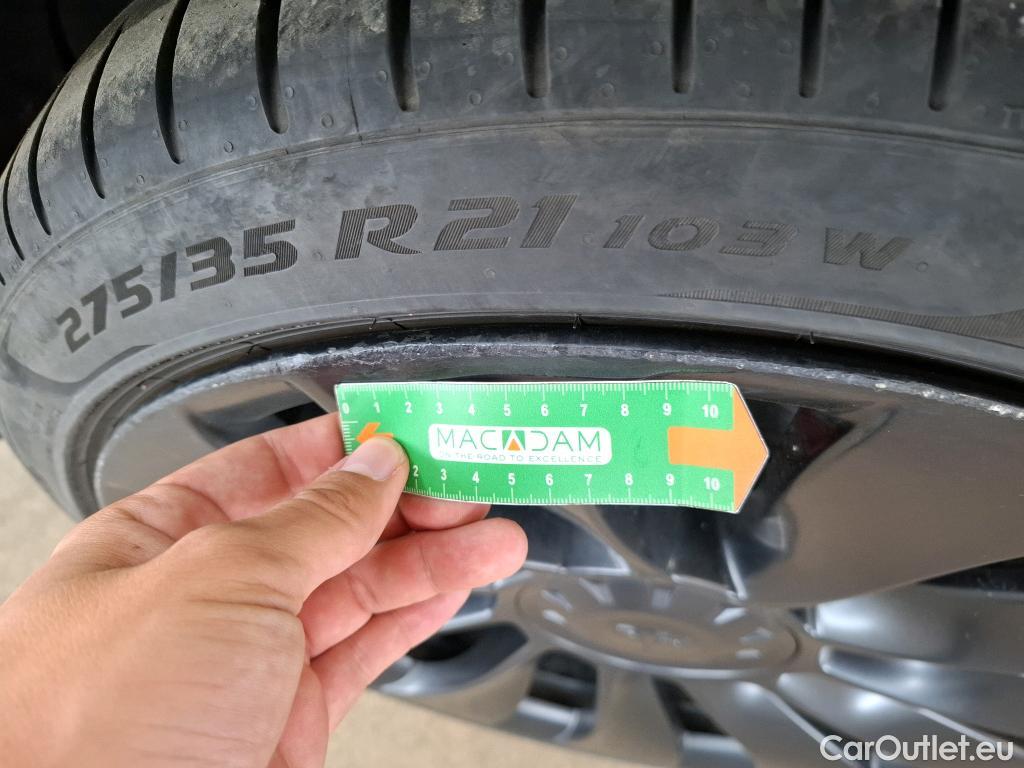 275/35 R21 103 W
0 1 2 3 4 5 6 7 8 9 10
MACADAM
ON THE ROAD TO EXCELLENCE
2 3 4 5 6 7 8 9 10
CarOutlet.eu